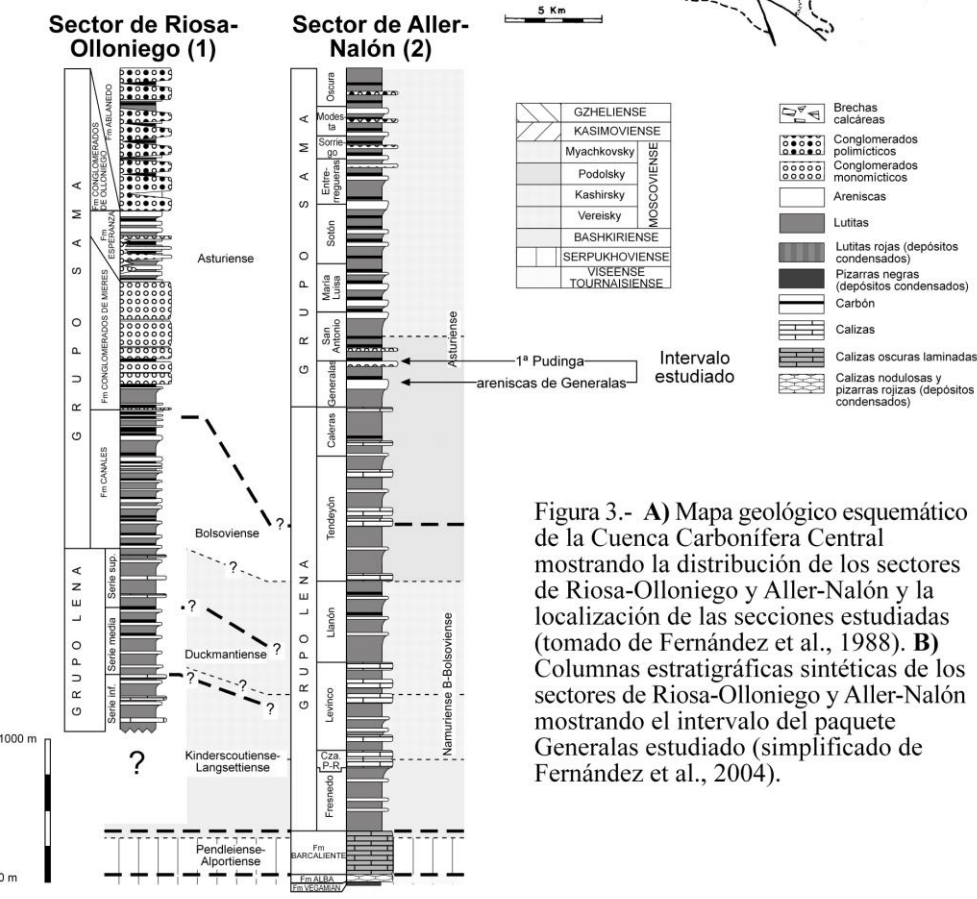 5 Km
Sector de Riosa-
Olloniego (1)
Sector de Aller-
Nalón (2)
GRUPO SAMA
Fm CONGLOMERADOS
DE OLLONIEGO
Fm ABLANEDO
Fm
ESPERANZA
Fm CONGLOMERADOS DE MIERES
Fm CANALES
GRUPO LENA
Serie sup.
Serie media
Serie inf.
1000 m
0 m
?
Asturiense
Bolsoviense
?
?
?
Duckmantiense
?
?
?
?
Kinderscoutiense-
Langsettiense
Pendleiense-
Alportiense
GRUPO SAMA
Oscura
Modes-
ta
Sorrie-
go
Entre-
rregueras
Sotón
María
Luisa
San
Antonio
Generalas
GRUPO LENA
Caleras
Tendeyón
Llanón
Levinco
Cza.
P-R.
Fresnedo
Fm
BARCALIENTE
Fm ALBA
Fm VEGAMIAN
Asturiense
Namuriense B-Bolsoviense
1ª Pudinga
areniscas de Generalas
Intervalo
estudiado
GZHELIENSE
KASIMOVIENSE
Myachkovsky
Podolsky
Kashirsky
Vereisky
MOSCOVIENSE
BASHKIRIENSE
SERPUKHOVIENSE
VISEENSE
TOURNAISIENSE
Brechas
calcáreas
Conglomerados
polimícticos
Conglomerados
monomícticos
Areniscas
Lutitas
Lutitas rojas (depósitos
condensados)
Pizarras negras
(depósitos condensados)
Carbón
Calizas
Calizas oscuras laminadas
Calizas nodulosas y
pizarras rojizas (depósitos
condensados)
Figura 3.- A) Mapa geológico esquemático
de la Cuenca Carbonífera Central
mostrando la distribución de los sectores
de Riosa-Olloniego y Aller-Nalón y la
localización de las secciones estudiadas
(tomado de Fernández et al., 1988). B)
Columnas estratigráficas sintéticas de los
sectores de Riosa-Olloniego y Aller-Nalón
mostrando el intervalo del paquete
Generalas estudiado (simplificado de
Fernández et al., 2004).